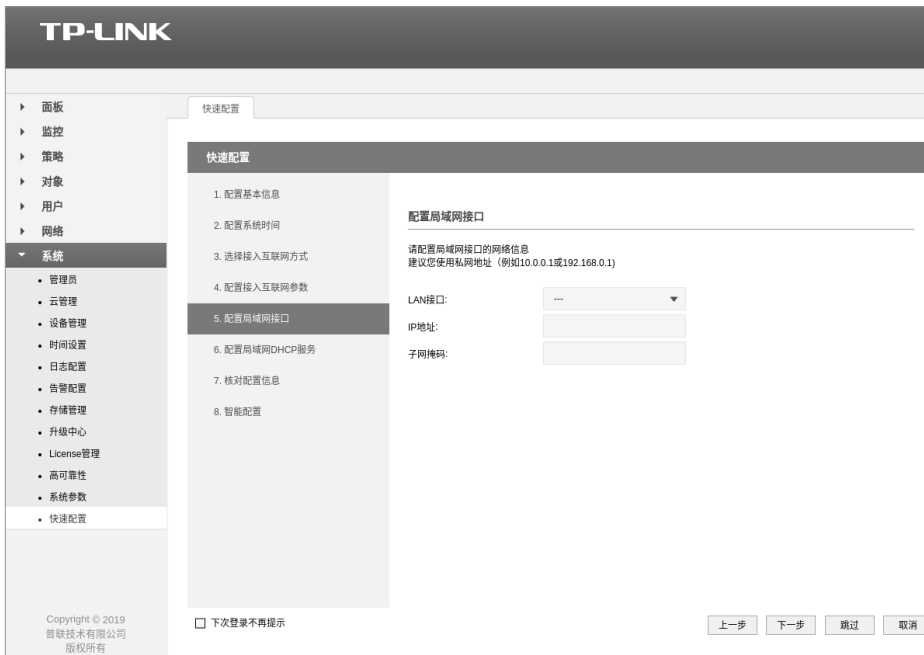 TP-LINK
面板
监控
策略
对象
用户
网络
系统
管理员
云管理
设备管理
时间设置
日志配置
告警配置
存储管理
升级中心
License管理
高可靠性
系统参数
快速配置
Copyright © 2019
普联技术有限公司
版权所有
快速配置
快速配置
1. 配置基本信息
2. 配置系统时间
3. 选择接入互联网方式
4. 配置接入互联网参数
5. 配置局域网接口
6. 配置局域网DHCP服务
7. 核对配置信息
8. 智能配置
配置局域网接口
请配置局域网接口的网络信息
建议您使用私网地址（例如10.0.0.1或192.168.0.1)
LAN接口: ---
IP地址:
子网掩码:
下次登录不再提示
上一步 下一步 跳过 取消